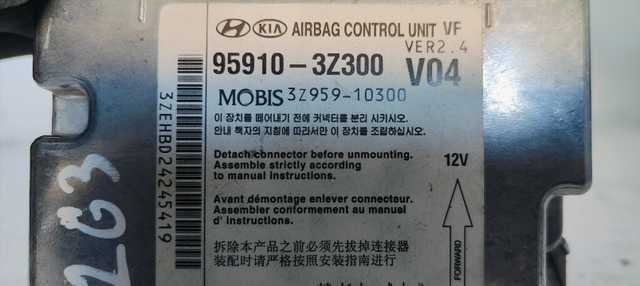 HYUNDAI KIA AIRBAG CONTROL UNIT VF
VER2.4
95910-3Z300 V04
MOBIS 3Z959-10300
이 장치를 떼어내기 전에 커넥터를 분리 시키시오.
안내 책자의 지침에 따라서만 이 장치를 조립하십시오.
Detach connector before unmounting.
Assemble strictly according
to manual instructions.
12V
Avant démontage enlever connecteur.
Assembler conformement au manuel
d' instructions.
拆除本产品之前必须先拔掉连接器
装配时请严格按照安装指南进行
FORWARD
3ZEHBD24245419
263